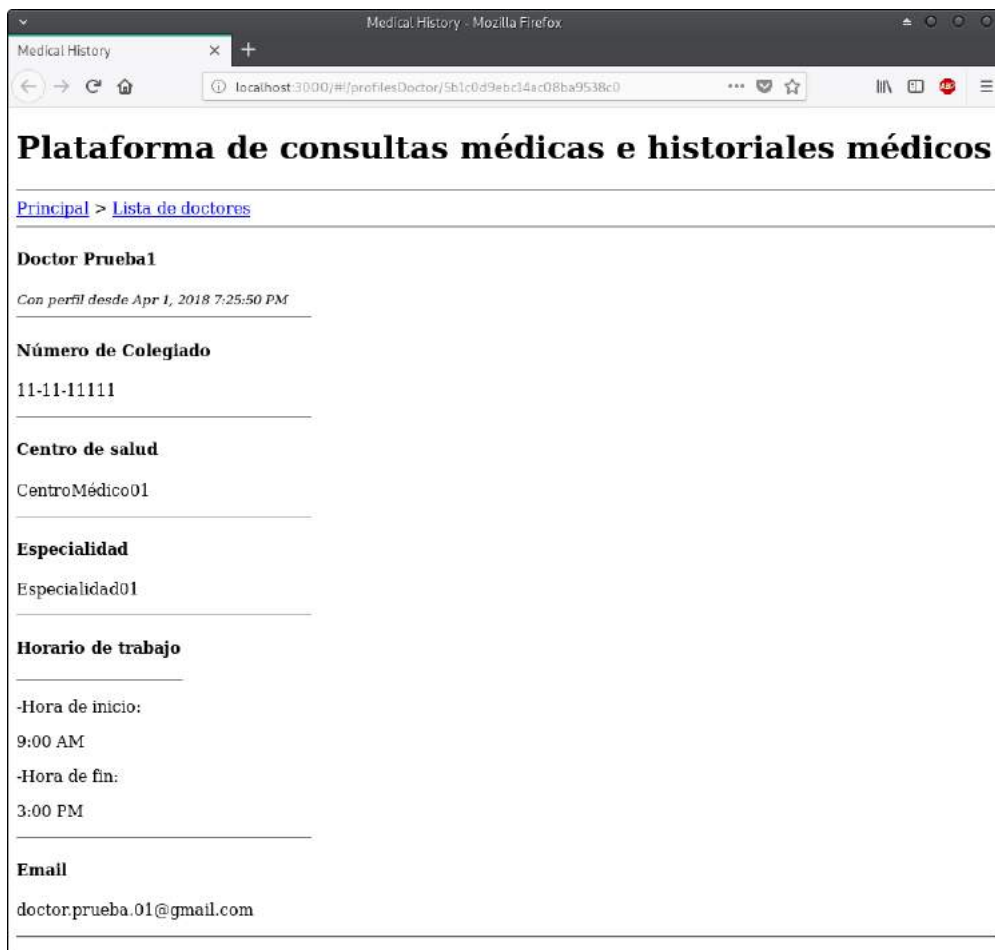 Medical History - Mozilla Firefox
Medical History
localhost:3000/#!/profilesDoctor/5b1c0d9ebc14ac08ba9538c0
ABP
Plataforma de consultas médicas e historiales médicos
Principal > Lista de doctores
Doctor Prueba1
Con perfil desde Apr 1, 2018 7:25:50 PM
Número de Colegiado
11-11-11111
Centro de salud
CentroMédico01
Especialidad
Especialidad01
Horario de trabajo
-Hora de inicio:
9:00 AM
-Hora de fin:
3:00 PM
Email
doctor.prueba.01@gmail.com